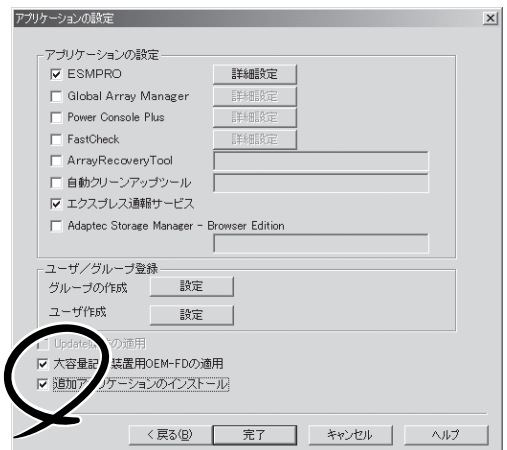 アプリケーションの設定
アプリケーションの設定
ESMPRO 詳細設定
Global Array Manager 詳細設定
Power Console Plus 詳細設定
FastCheck 詳細設定
ArrayRecoveryTool
自動クリーンアップツール
エクスプレス通報サービス
Adaptec Storage Manager - Browser Edition
ユーザ/グループ登録
グループの作成 設定
ユーザ作成 設定
Update の適用
大容量記 装置用OEM-FDの適用
追加アプリケーションのインストール
< 戻る(B) 完了 キャンセル ヘルプ